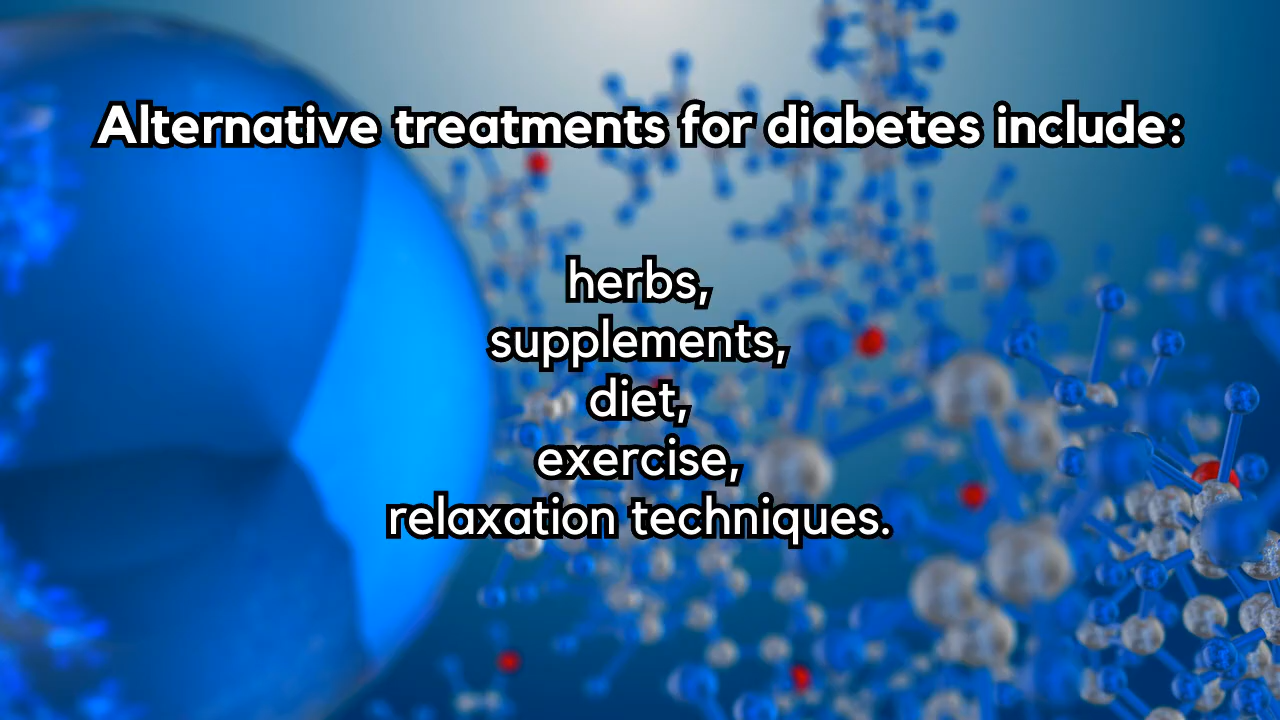 Alternative treatments for diabetes include:
herbs,
supplements,
diet,
exercise,
relaxation techniques.